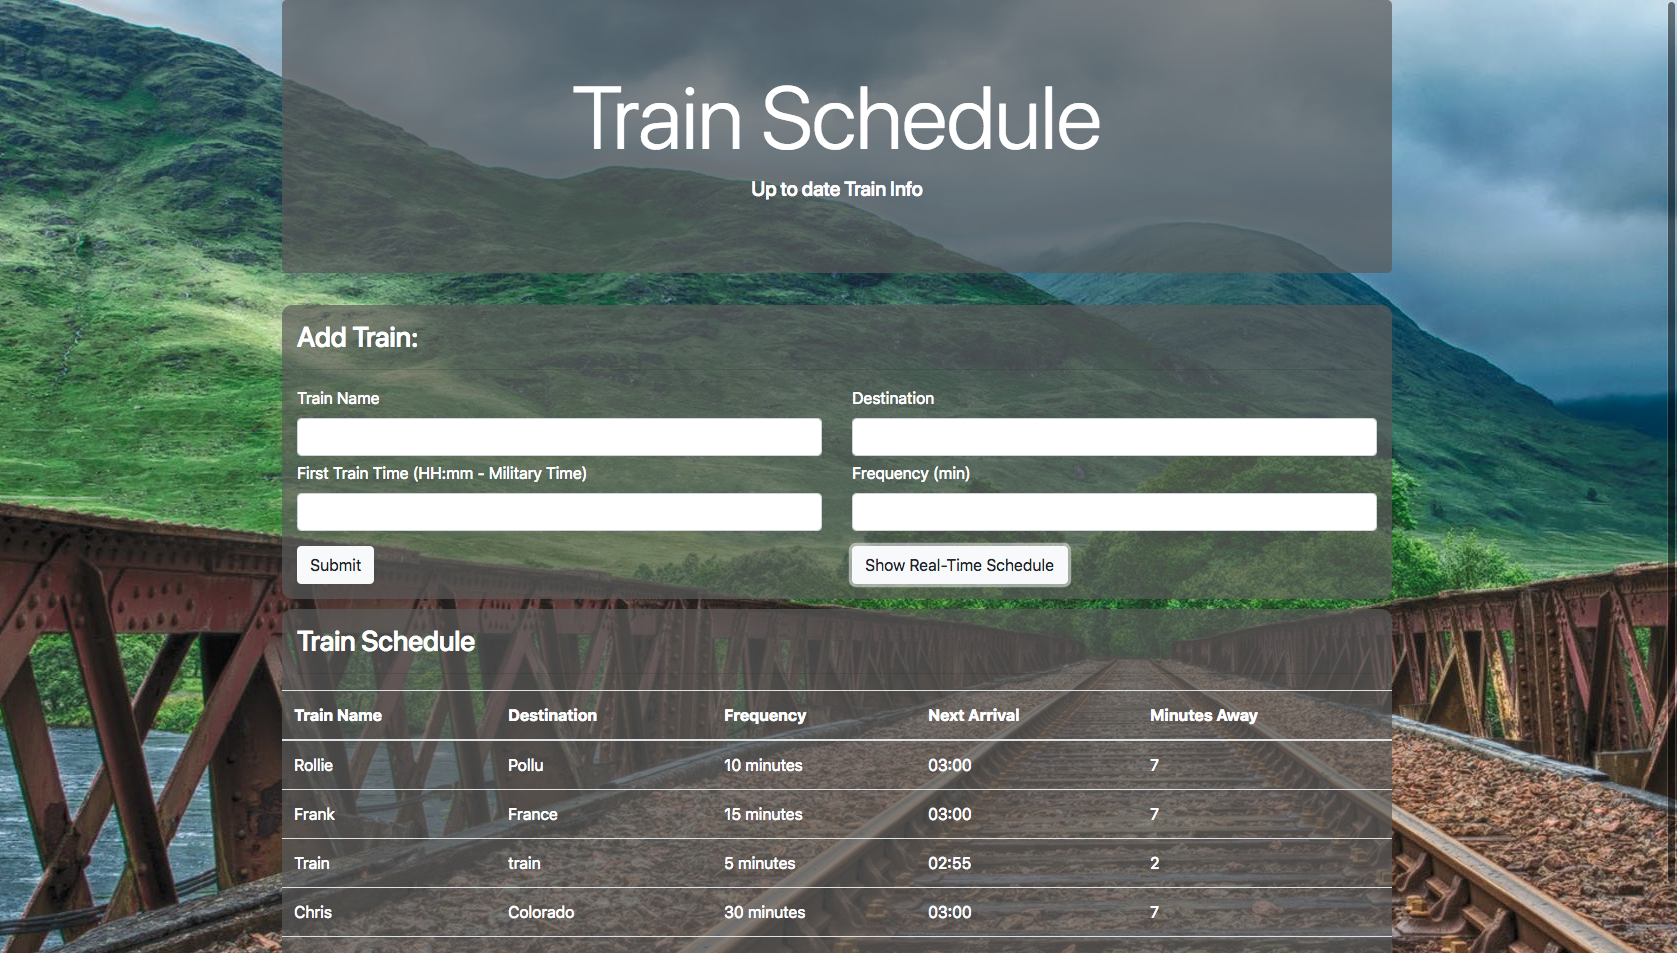 Train Schedule
Up to date Train Info
Add Train:
Train Name Destination
First Train Time (HH:mm - Military Time) Frequency (min)
Submit Show Real-Time Schedule
Train Schedule
Train Name Destination Frequency Next Arrival Minutes Away
Rollie Pollu 10 minutes 03:00 7
Frank France 15 minutes 03:00 7
Train train 5 minutes 02:55 2
Chris Colorado 30 minutes 03:00 7